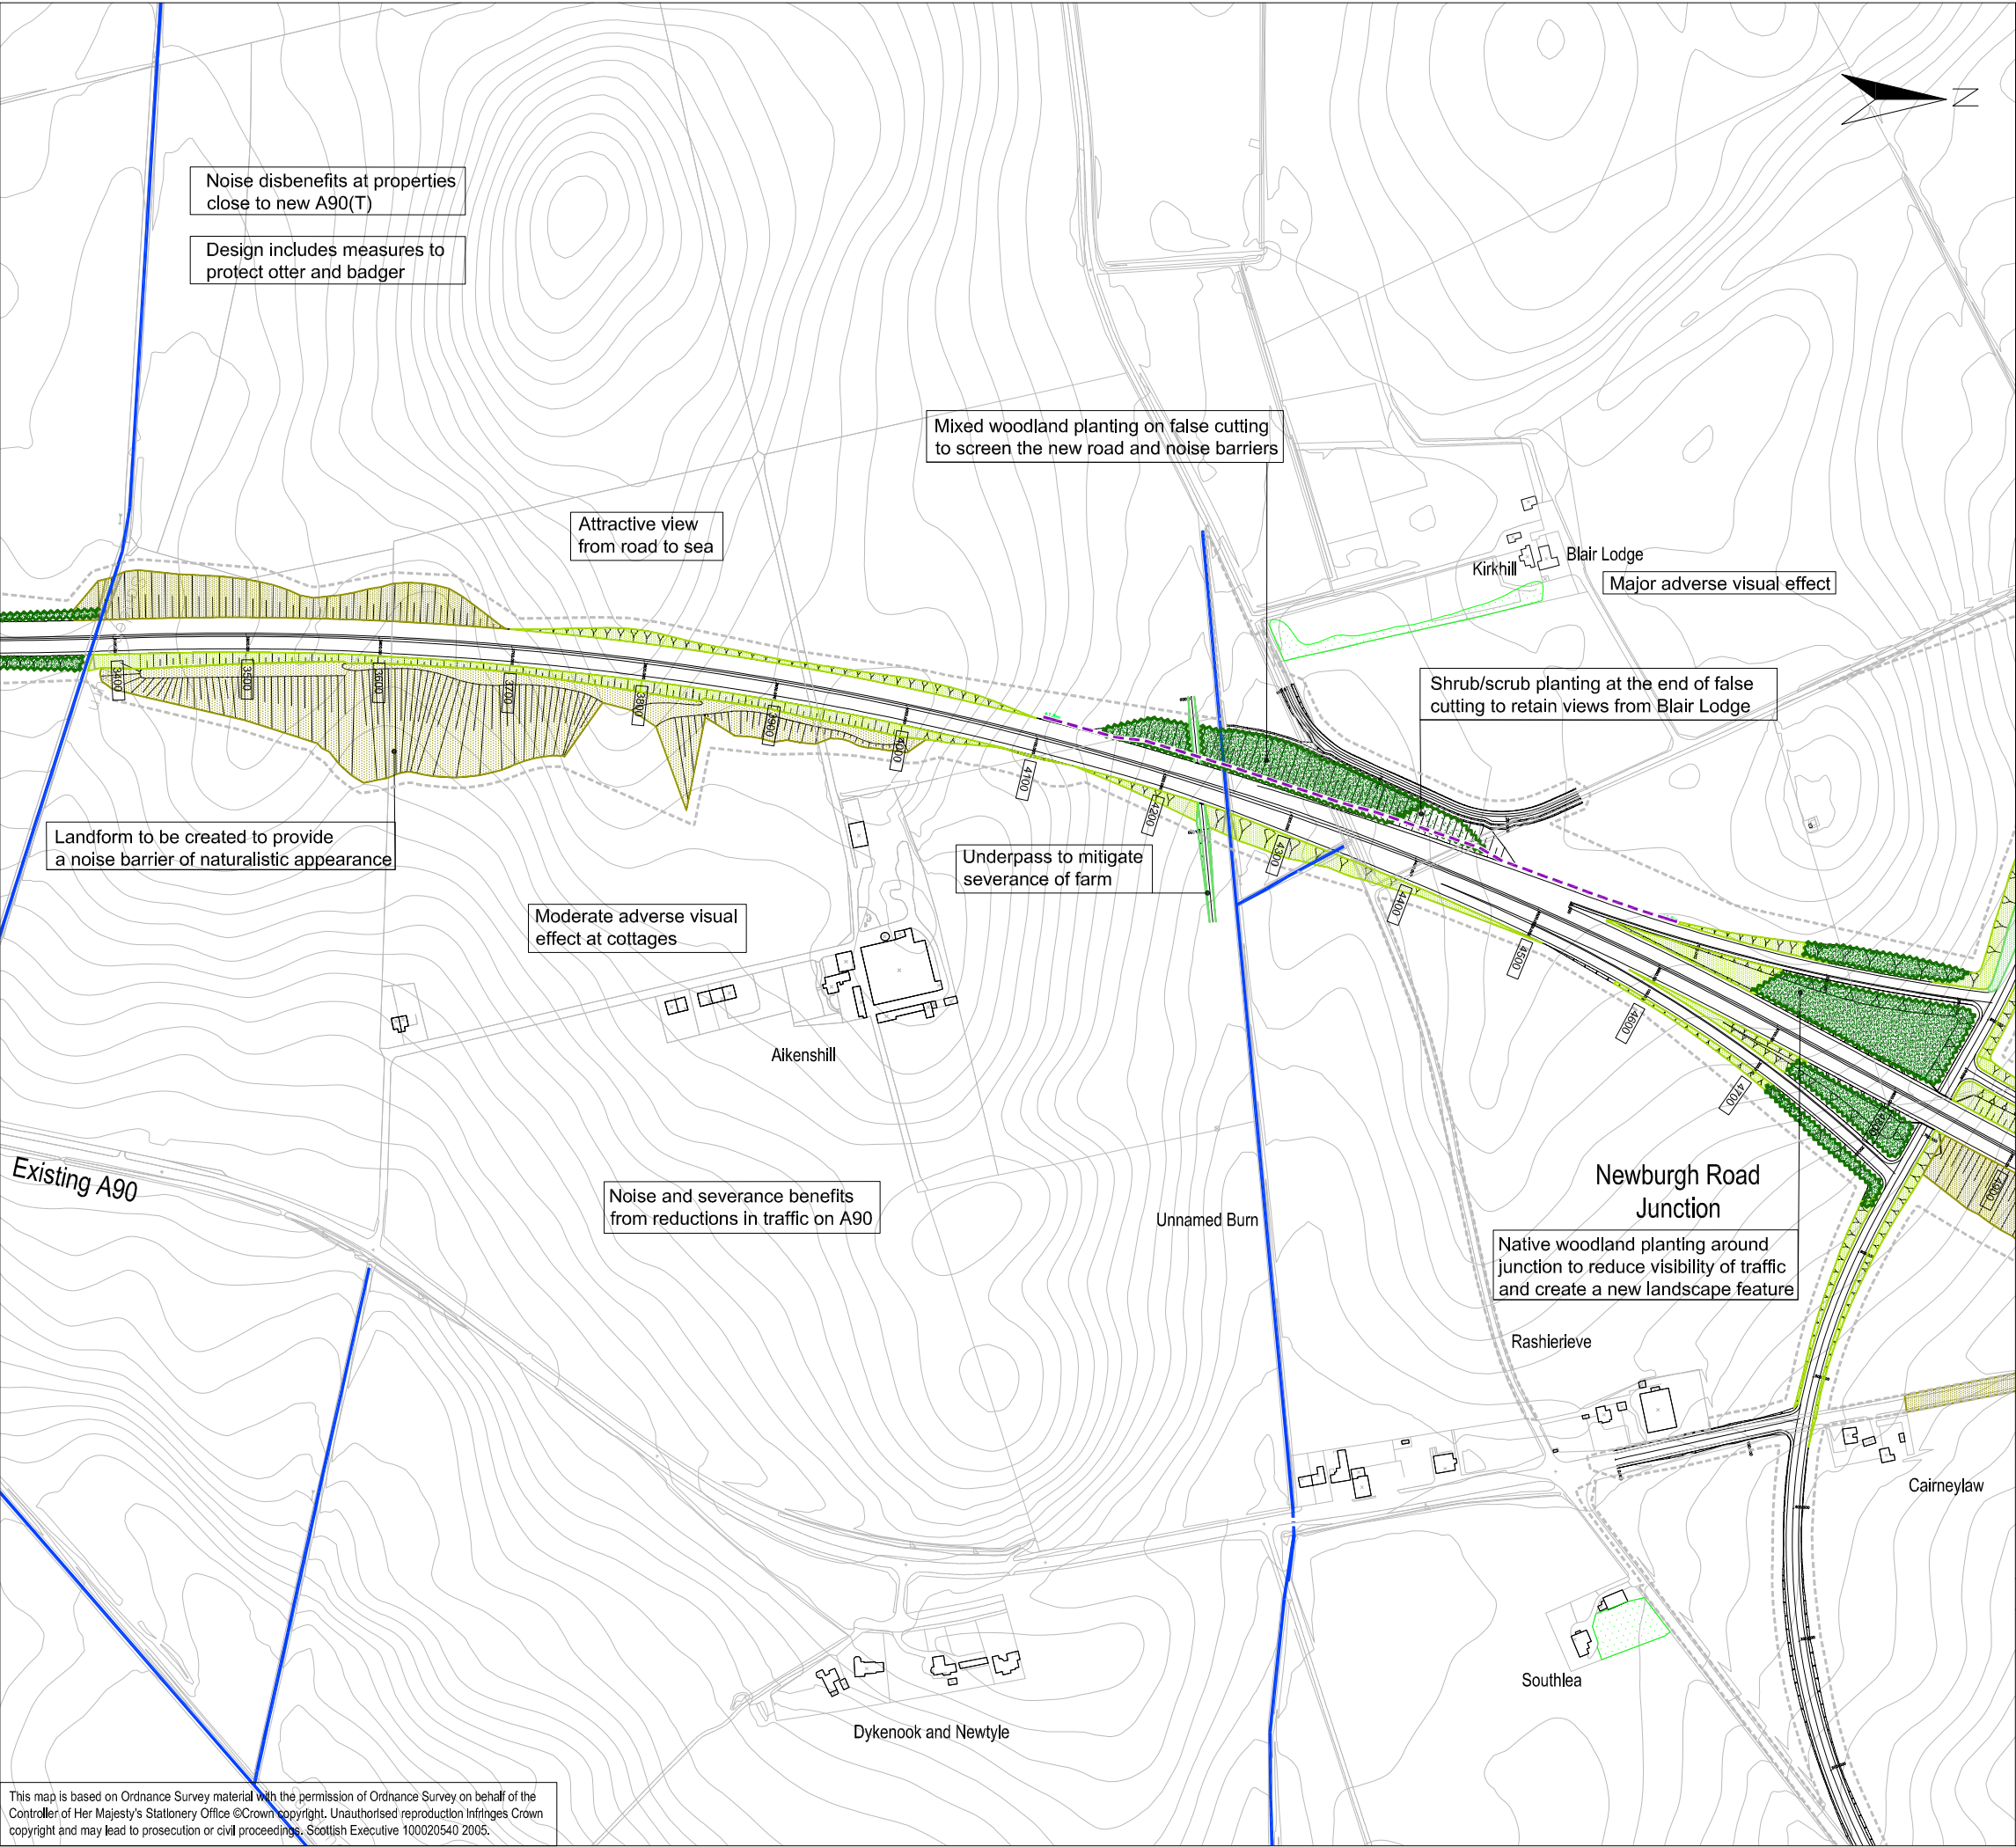 N
Noise disbenefits at properties
close to new A90(T)
Design includes measures to
protect otter and badger
Mixed woodland planting on false cutting
to screen the new road and noise barriers
Attractive view
from road to sea
Blair Lodge
Kirkhill
Major adverse visual effect
Shrub/scrub planting at the end of false
cutting to retain views from Blair Lodge
3400
3500
3600
3700
3800
3900
4000
4100
4200
4300
4400
4500
4600
4700
4900
Landform to be created to provide
a noise barrier of naturalistic appearance
Underpass to mitigate
severance of farm
Moderate adverse visual
effect at cottages
Aikenshill
Existing A90
Noise and severance benefits
from reductions in traffic on A90
Unnamed Burn
Newburgh Road
Junction
Native woodland planting around
junction to reduce visibility of traffic
and create a new landscape feature
Rashierieve
Cairneylaw
Southlea
Dykenook and Newtyle
This map is based on Ordnance Survey material with the permission of Ordnance Survey on behalf of the
Controller of Her Majesty's Stationery Office ©Crown copyright. Unauthorised reproduction infringes Crown
copyright and may lead to prosecution or civil proceedings. Scottish Executive 100020540 2005.